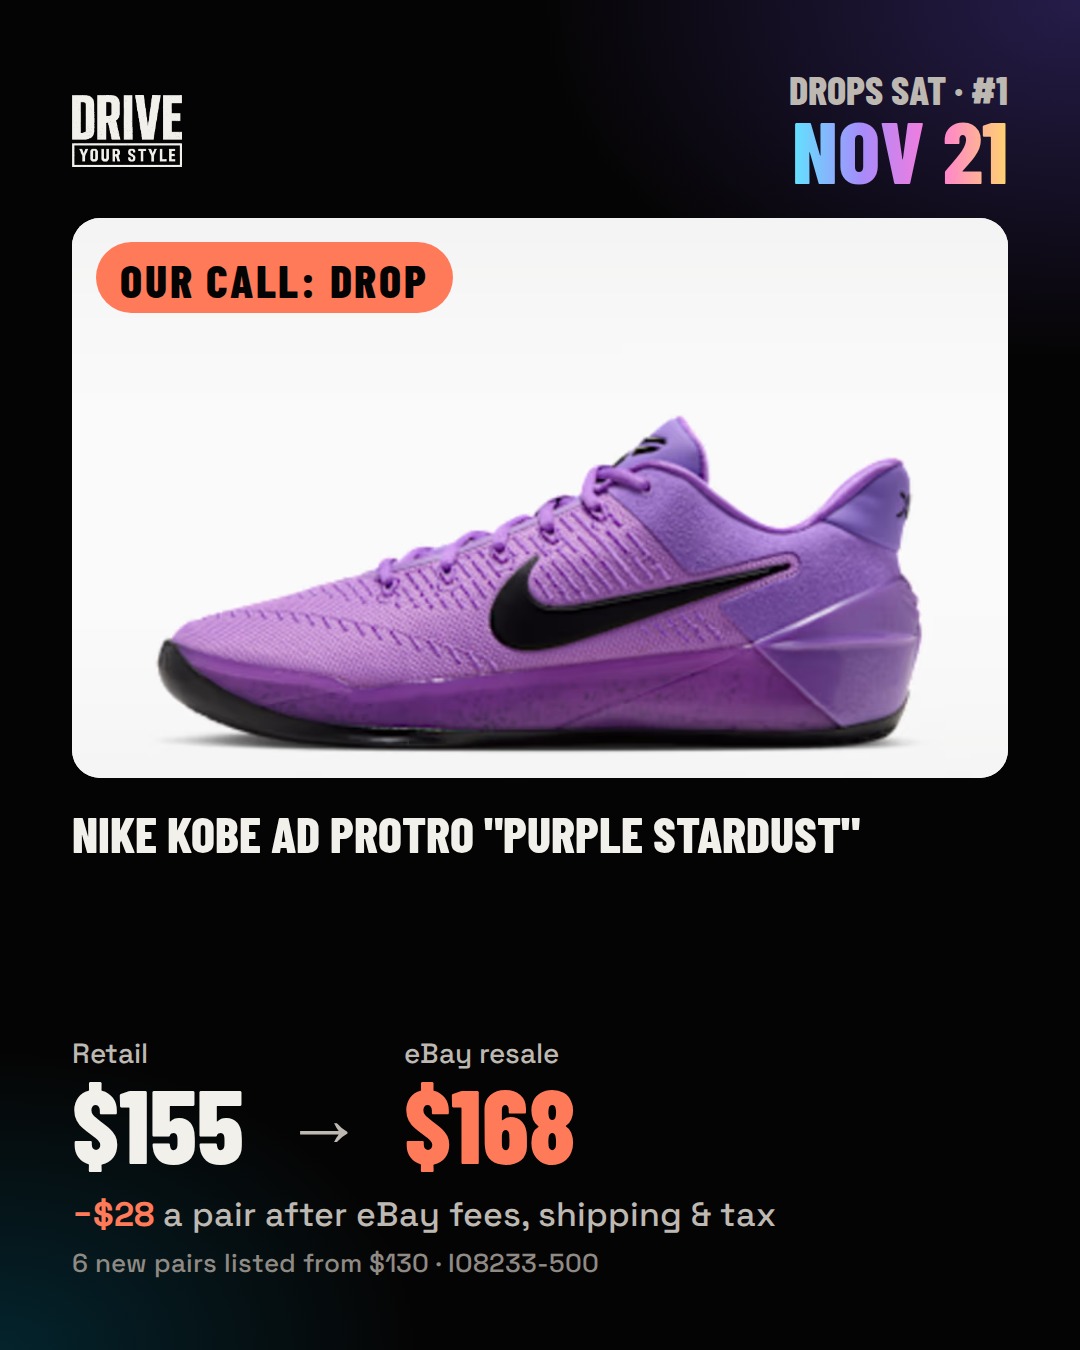 DRIVE
YOUR STYLE
DROPS SAT · #1
NOV 21
OUR CALL: DROP
NIKE KOBE AD PROTRO "PURPLE STARDUST"
Retail
eBay resale
$155 → $168
−$28 a pair after eBay fees, shipping & tax
6 new pairs listed from $130 · IO8233-500